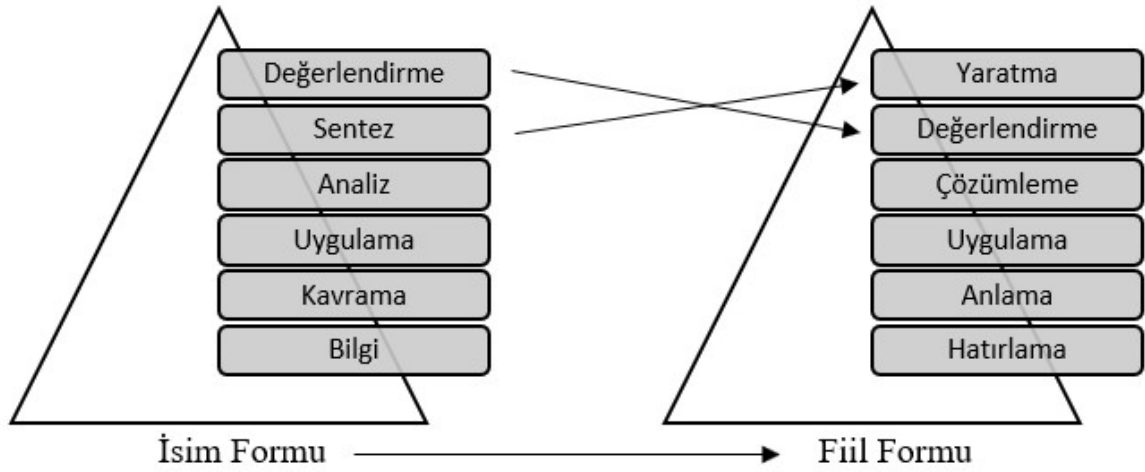 Değerlendirme
Sentez
Analiz
Uygulama
Kavrama
Bilgi
İsim Formu
Yaratma
Değerlendirme
Çözümleme
Uygulama
Anlama
Hatırlama
Fiil Formu